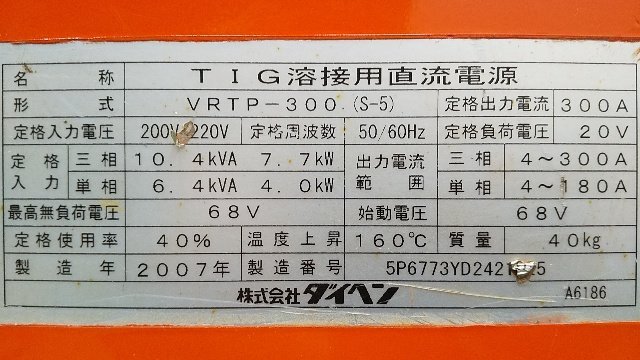 名称 TIG溶接用直流電源
形式 VRTP-300 (S-5) 定格出力電流 300A
定格入力電圧 200V 220V 定格周波数 50/60Hz 定格負荷電圧 20V
定格入力 三相 10.4kVA 7.7kW 出力電流範囲 三相 4～300A
単相 6.4kVA 4.0kW 単相 4～180A
最高無負荷電圧 68V 始動電圧 68V
定格使用率 40% 温度上昇 160℃ 質量 40kg
製造年 2007年 製造番号
株式会社 ダイヘン A6186